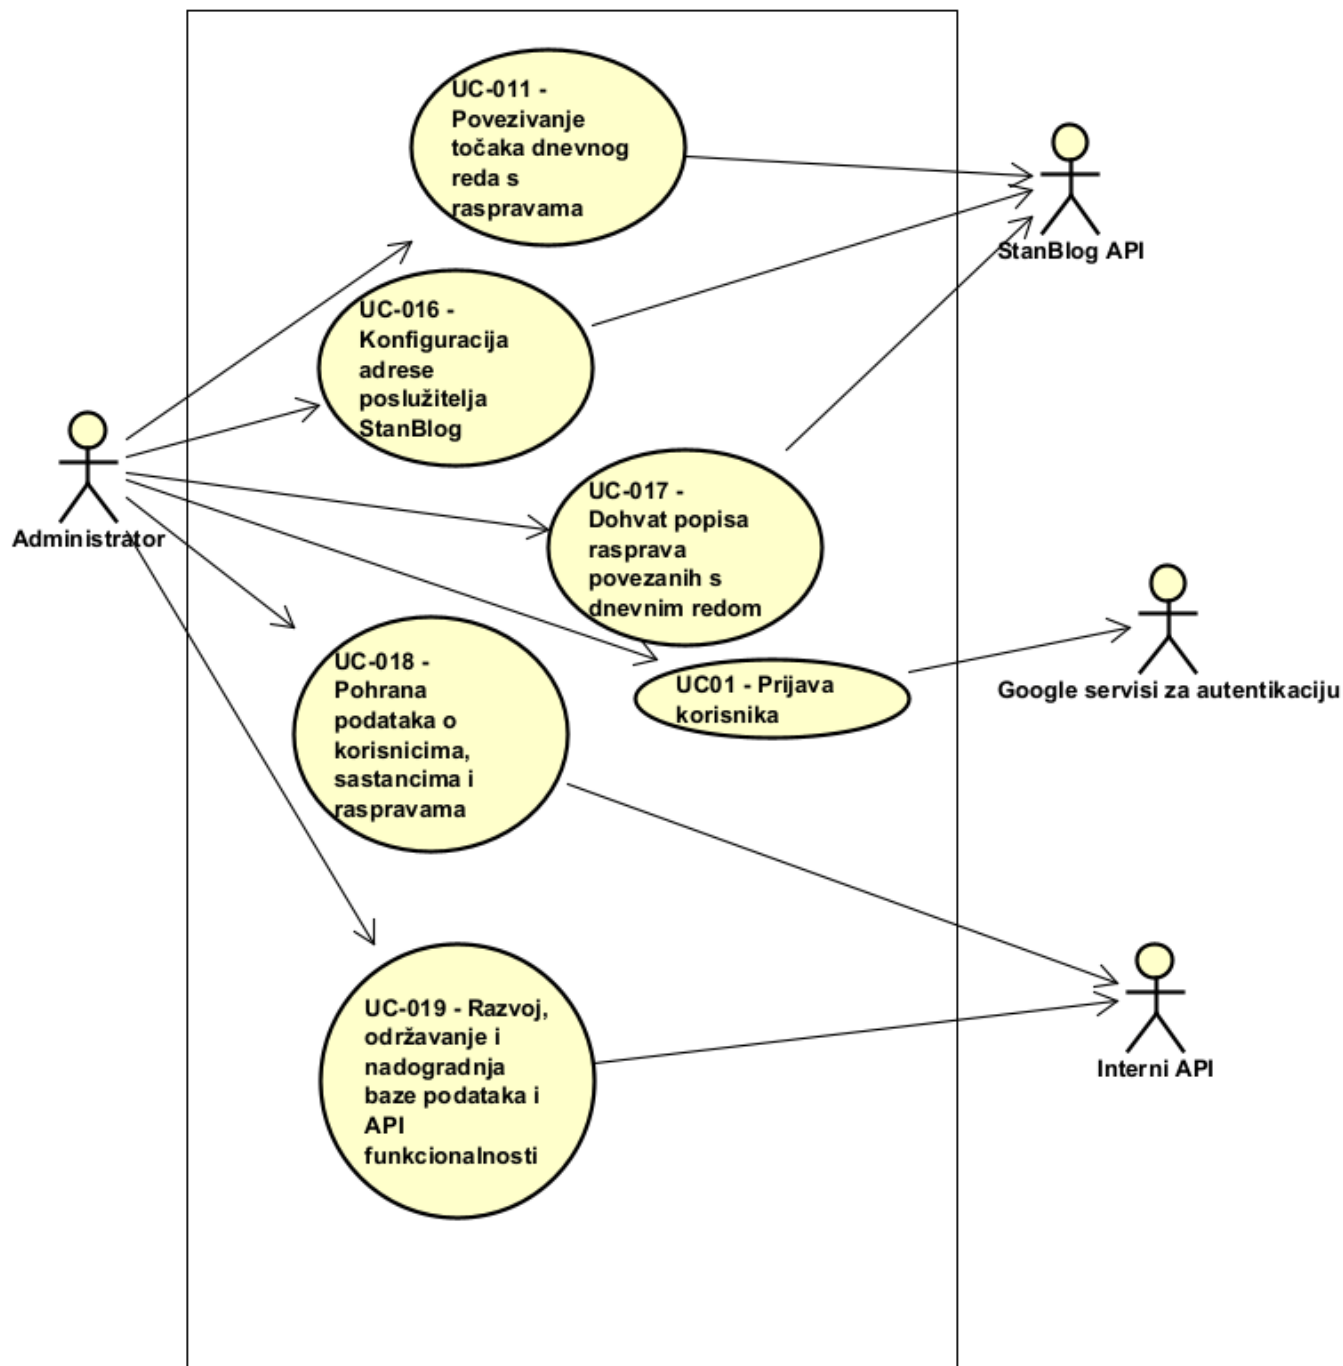 UC-011 -
Povezivanje
točaka dnevnog
reda s
raspravama
StanBlog API
UC-016 -
Konfiguracija
adrese
poslužitelja
StanBlog
Administrator
UC-017 -
Dohvat popisa
rasprava
povezanih s
dnevnim redom
UC-018 -
Pohrana
podataka o
korisnicima,
sastancima i
raspravama
UC01 - Prijava
korisnika
Google servisi za autentikaciju
UC-019 - Razvoj,
održavanje i
nadogradnja
baze podataka i
API
funkcionalnosti
Interni API